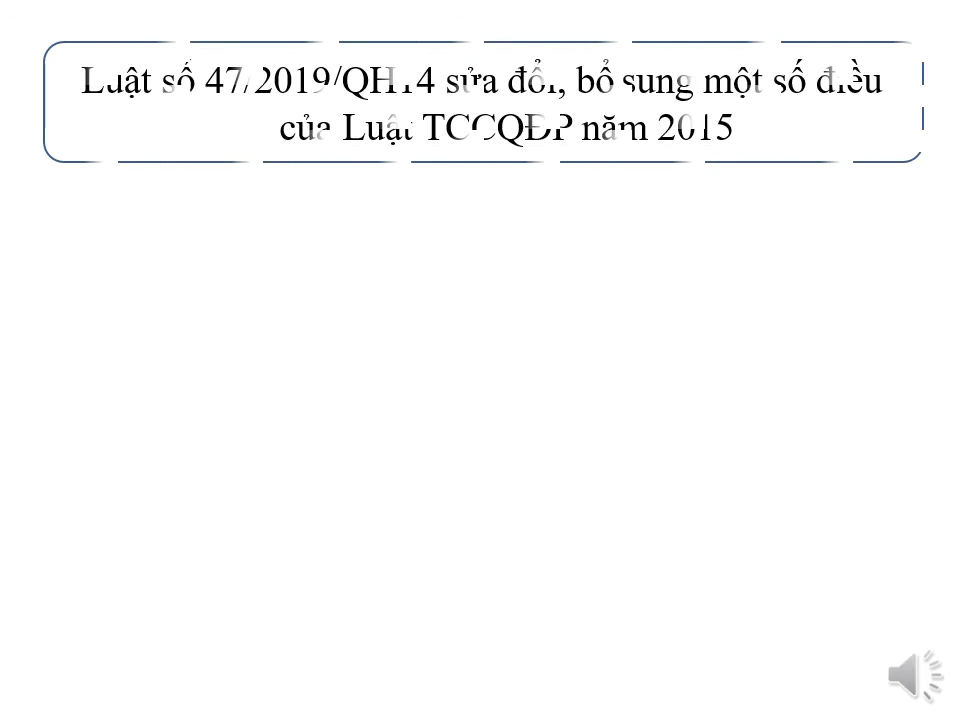 Luật số 47/2019/QH14 sửa đổi, bổ sung một số điều
của Luật TCCQĐP năm 2015